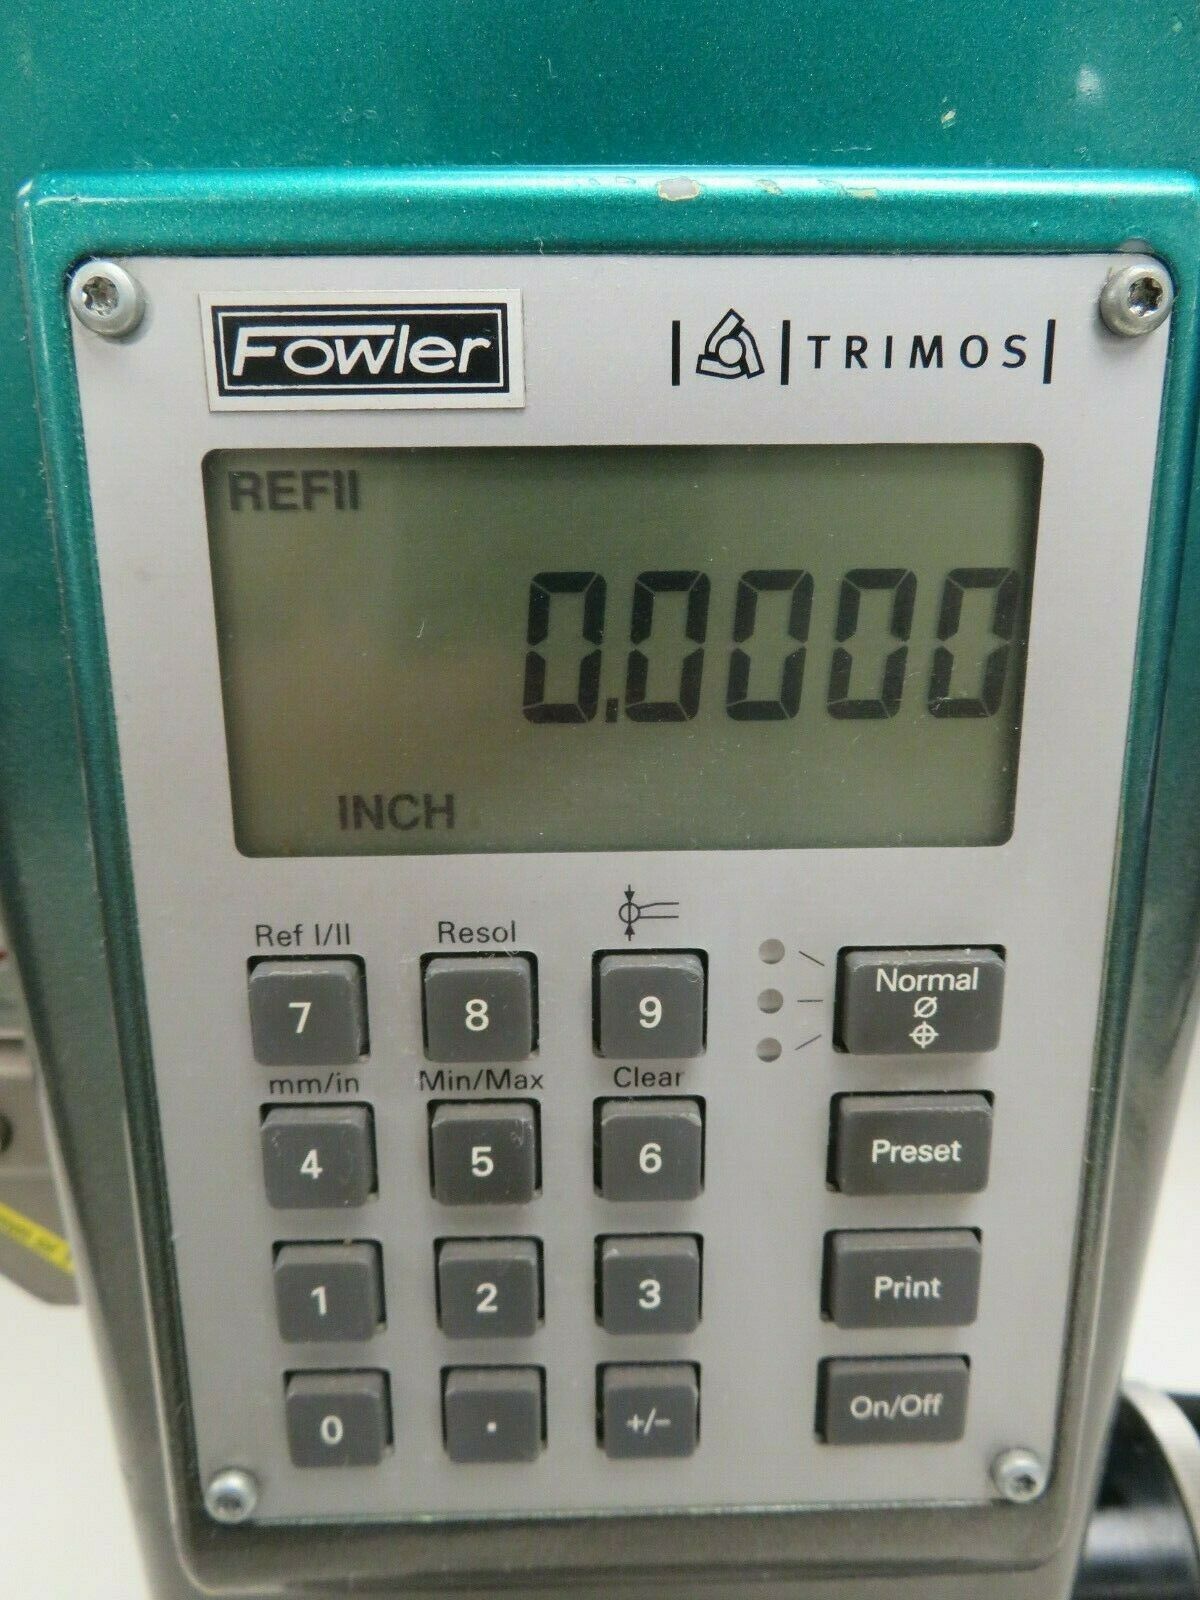 Fowler
TRIMOS
REFII
0.0000
INCH
Ref I/II Resol
7 8 9 Normal
mm/in Min/Max Clear
4 5 6 Preset
1 2 3 Print
0 . +/− On/Off